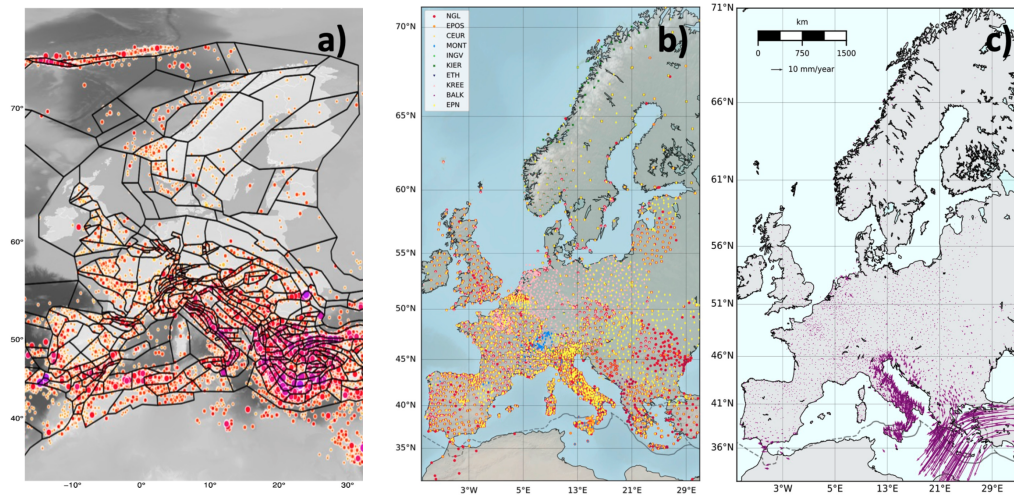 a)
70°
60°
50°
40°
−10° 0° 10° 20° 30°
b)
NGL
EPOS
CEUR
MONT
INGV
KIER
ETH
KREE
BALK
EPN
71°N
65°N
60°N
55°N
50°N
45°N
40°N
35°N
3°W 5°E 13°E 21°E 29°E
c)
km
0 750 1500
10 mm/year
71°N
66°N
61°N
56°N
51°N
46°N
41°N
36°N
3°W 5°E 13°E 21°E 29°E